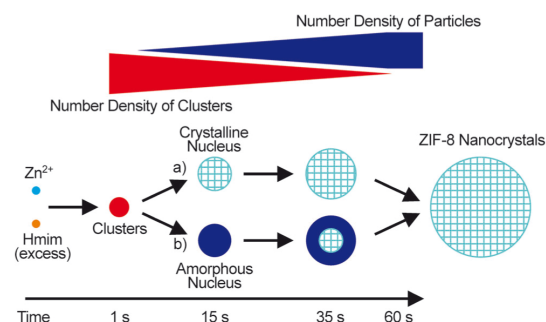 Number Density of Particles
Number Density of Clusters
Crystalline
Nucleus
ZIF-8 Nanocrystals
Zn²⁺
a)
Clusters
Hmim
(excess)
b)
Amorphous
Nucleus
Time 1 s 15 s 35 s 60 s